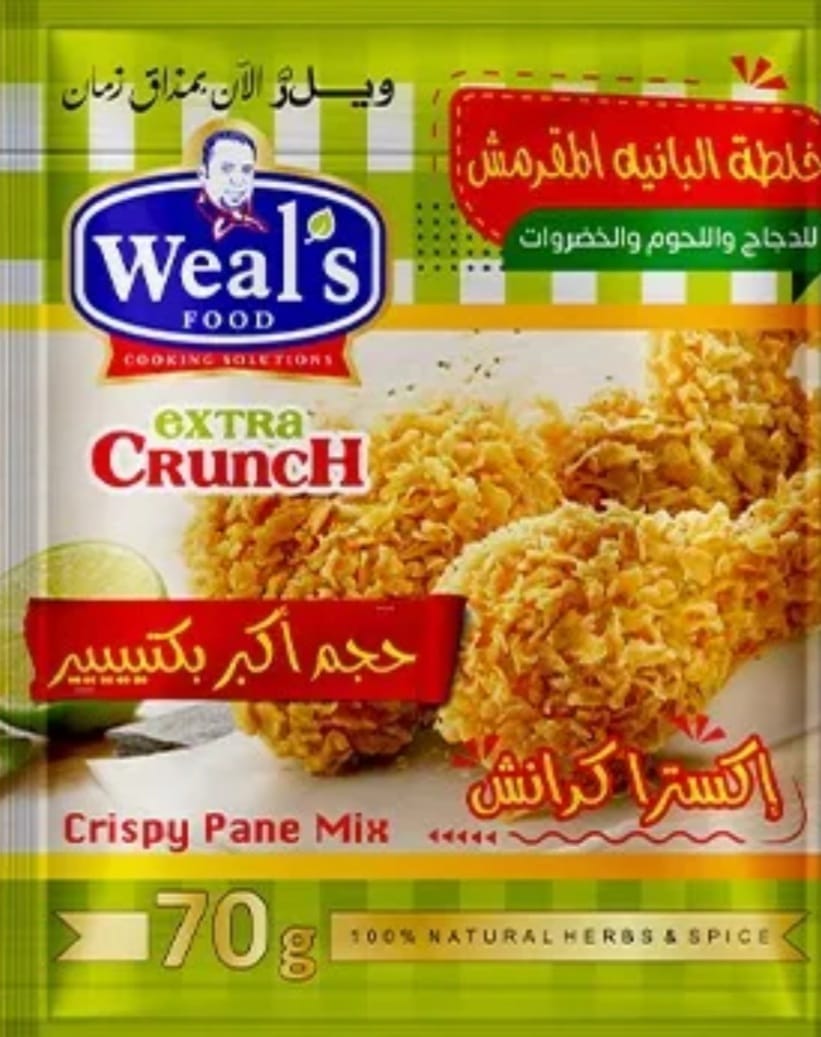 ويلز الآن بمذاق زمان
خلطة البانيه المقرمش
للدجاج واللحوم والخضروات
Weal's
FOOD
COOKING SOLUTIONS
EXTRA
CRUNCH
حجم أكبر بكتيييير
إكسترا كرانش
Crispy Pane Mix
70g
100% NATURAL HERBS & SPICE